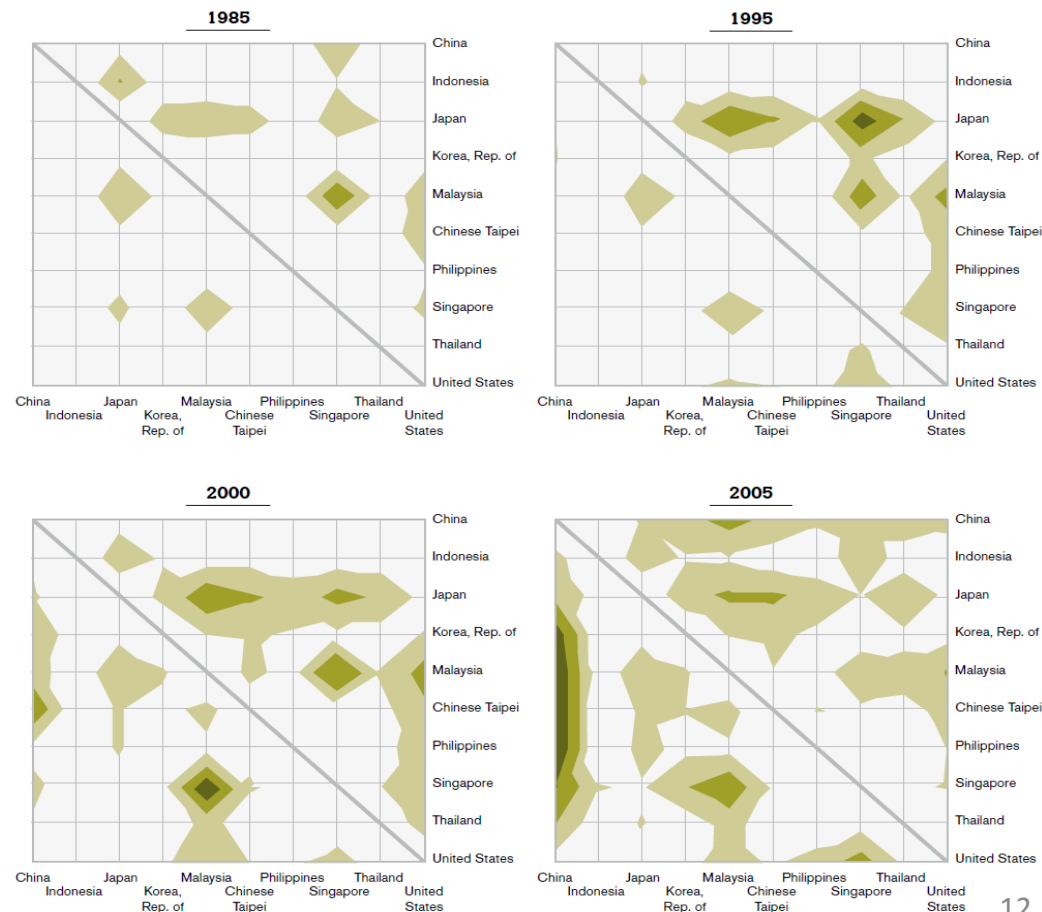 1985
China
Indonesia
Japan
Korea, Rep. of
Malaysia
Chinese Taipei
Philippines
Singapore
Thailand
United States
China Japan Malaysia Philippines Thailand
Indonesia Korea, Chinese Singapore United
Rep. of Taipei States
1995
China
Indonesia
Japan
Korea, Rep. of
Malaysia
Chinese Taipei
Philippines
Singapore
Thailand
United States
China Japan Malaysia Philippines Thailand
Indonesia Korea, Chinese Singapore United
Rep. of Taipei States
2000
China
Indonesia
Japan
Korea, Rep. of
Malaysia
Chinese Taipei
Philippines
Singapore
Thailand
United States
China Japan Malaysia Philippines Thailand
Indonesia Korea, Chinese Singapore United
Rep. of Taipei States
2005
China
Indonesia
Japan
Korea, Rep. of
Malaysia
Chinese Taipei
Philippines
Singapore
Thailand
United States
China Japan Malaysia Philippines Thailand
Indonesia Korea, Chinese Singapore United
Rep. of Taipei States
12